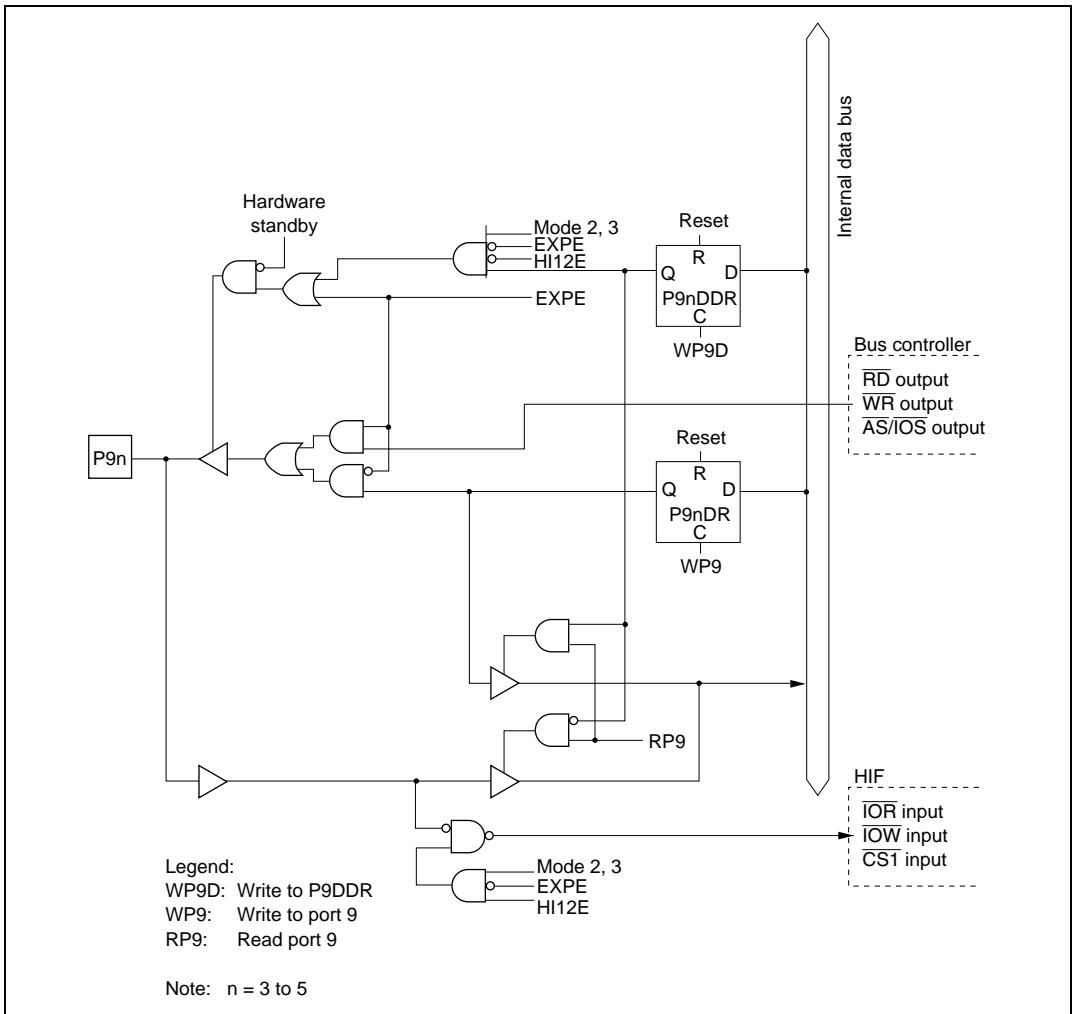 Hardware
standby
Mode 2, 3
EXPE
HI12E
EXPE
Reset
R
Q D
P9nDDR
C
WP9D
Internal data bus
Bus controller
RD output
WR output
AS/IOS output
P9n
Reset
R
Q D
P9nDR
C
WP9
RP9
HIF
IOR input
IOW input
CS1 input
Mode 2, 3
EXPE
HI12E
Legend:
WP9D: Write to P9DDR
WP9: Write to port 9
RP9: Read port 9
Note: n = 3 to 5